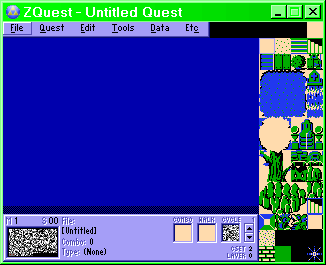 ZQuest - Untitled Quest
File Quest Edit Tools Data Etc
M 1 S 00 File: COMBO WALK CYCLE
[Untitled]
Combo: 0
Type: (None)
CSET 2
LAYER 0